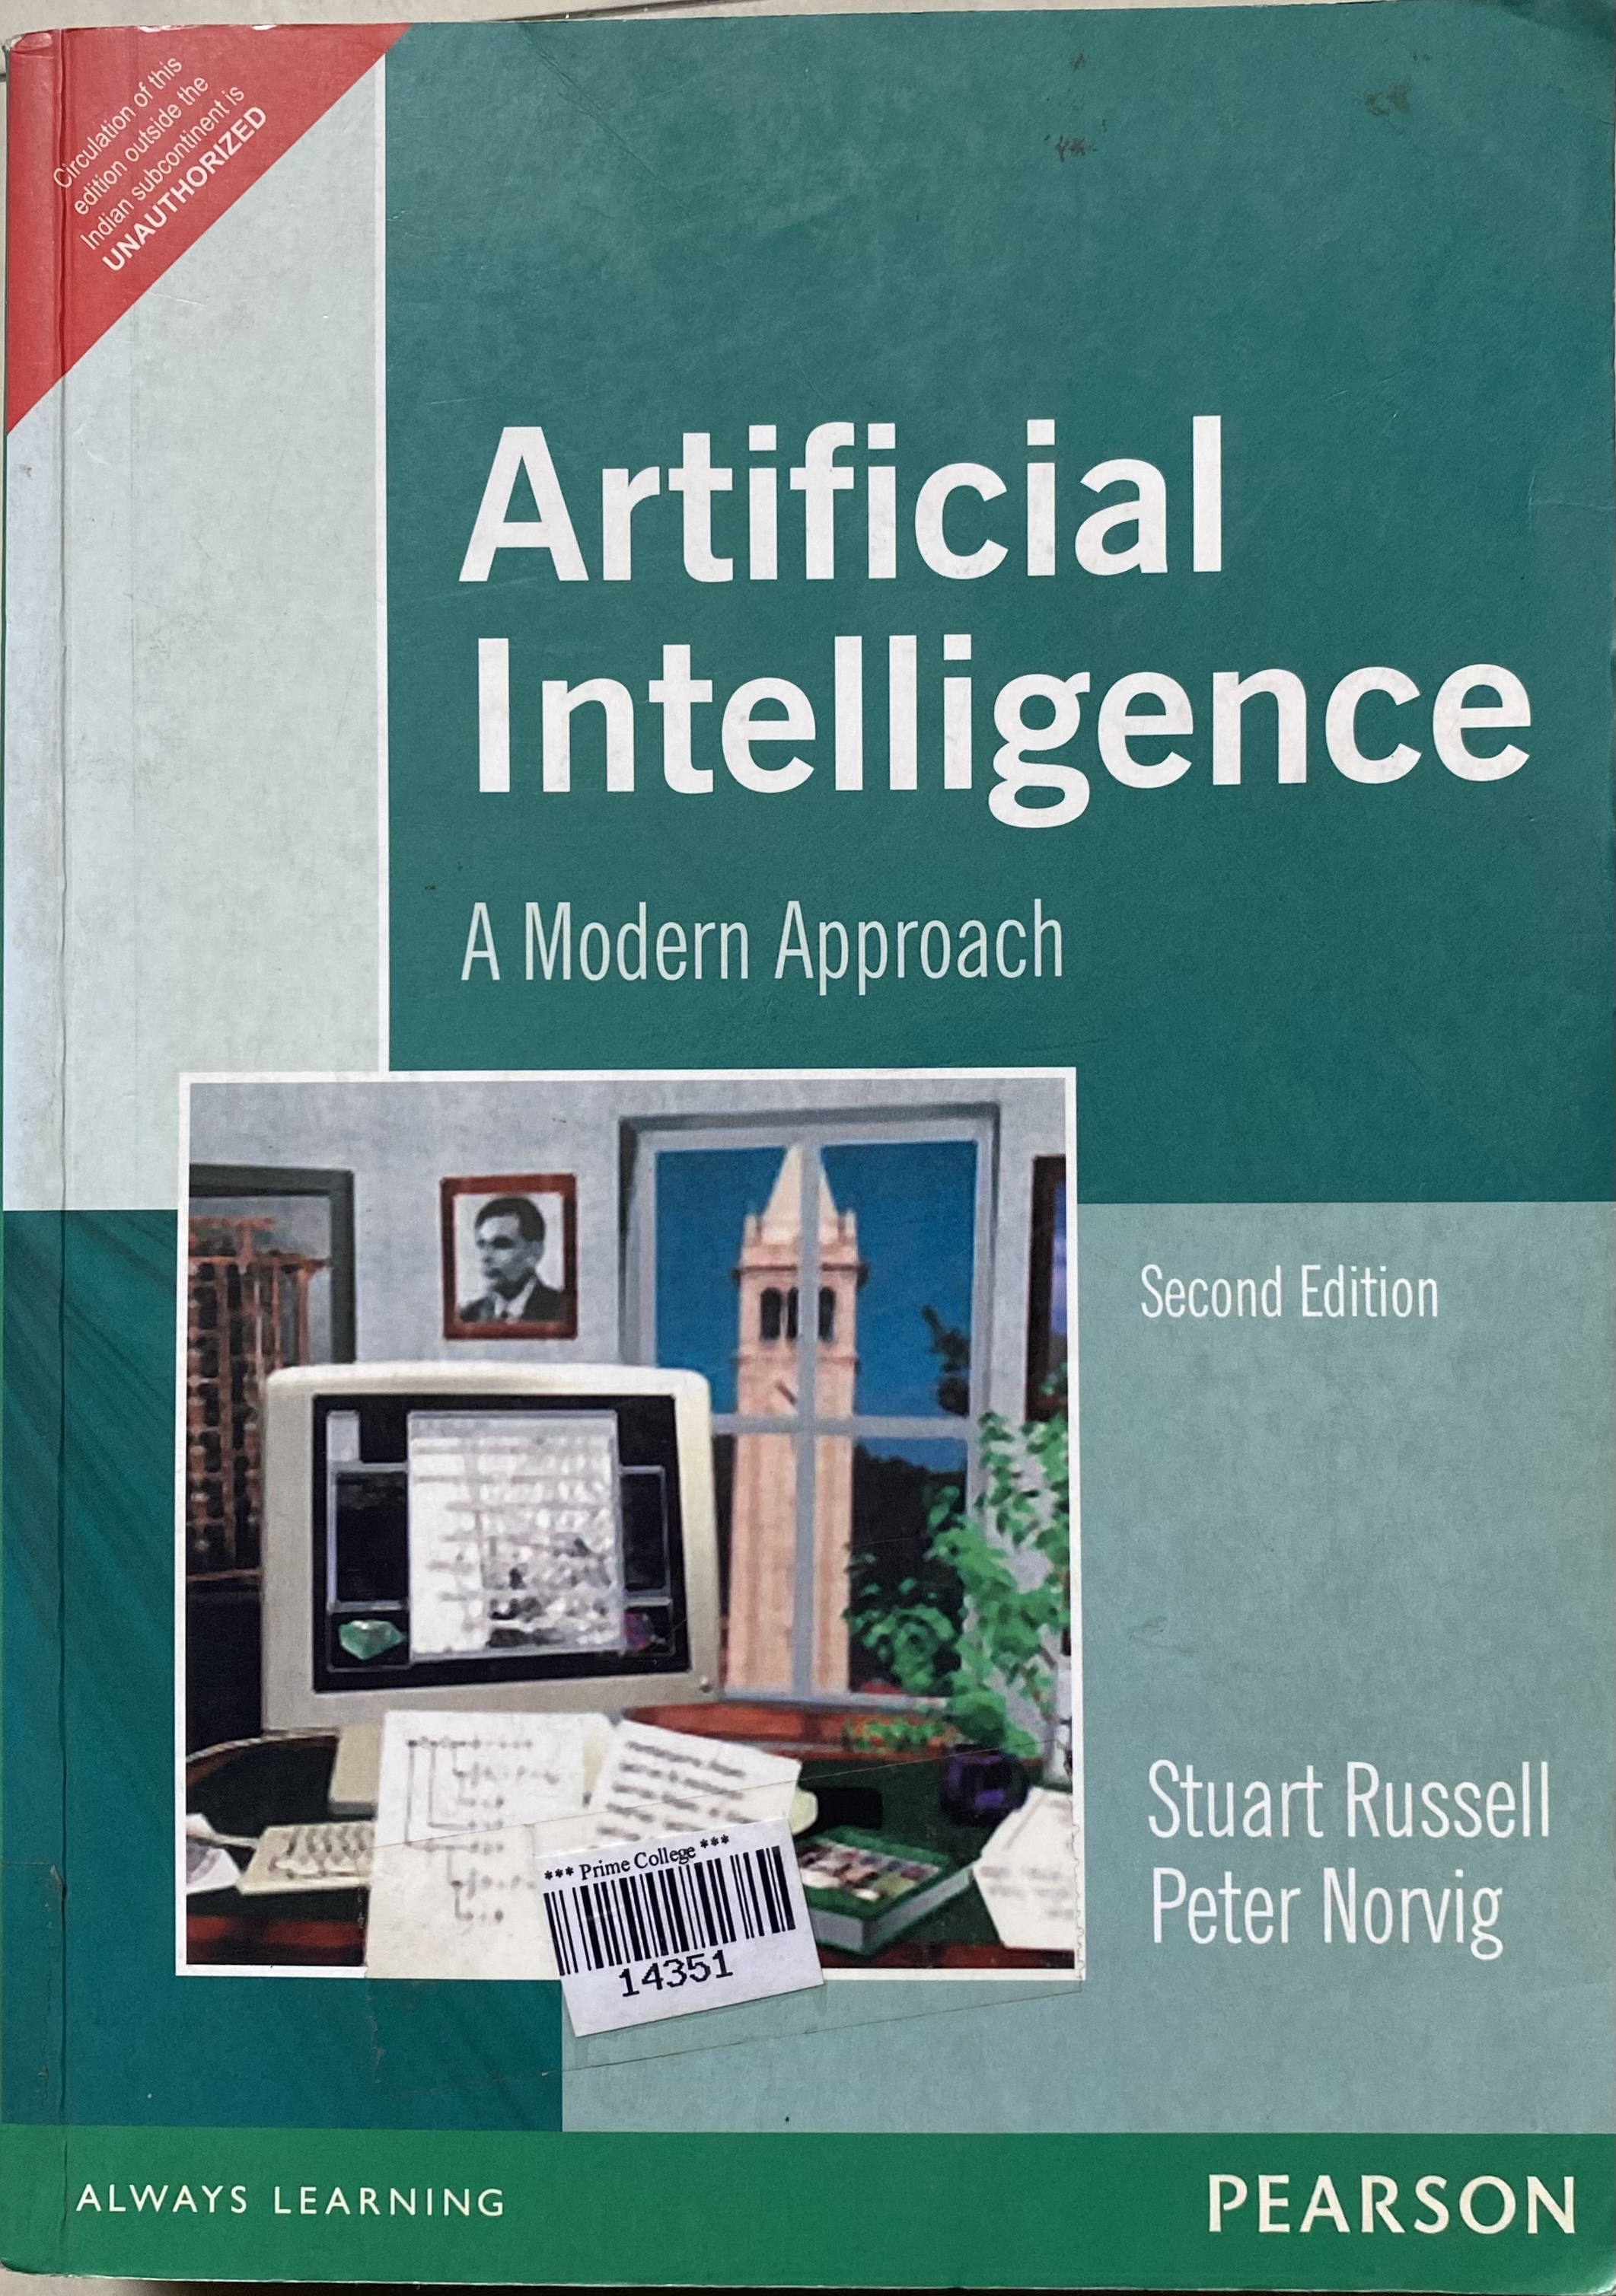 Circulation of this
edition outside the
Indian subcontinent is
UNAUTHORIZED
Artificial
Intelligence
A Modern Approach
Second Edition
Stuart Russell
Peter Norvig
*** Prime College ***
14351
ALWAYS LEARNING
PEARSON